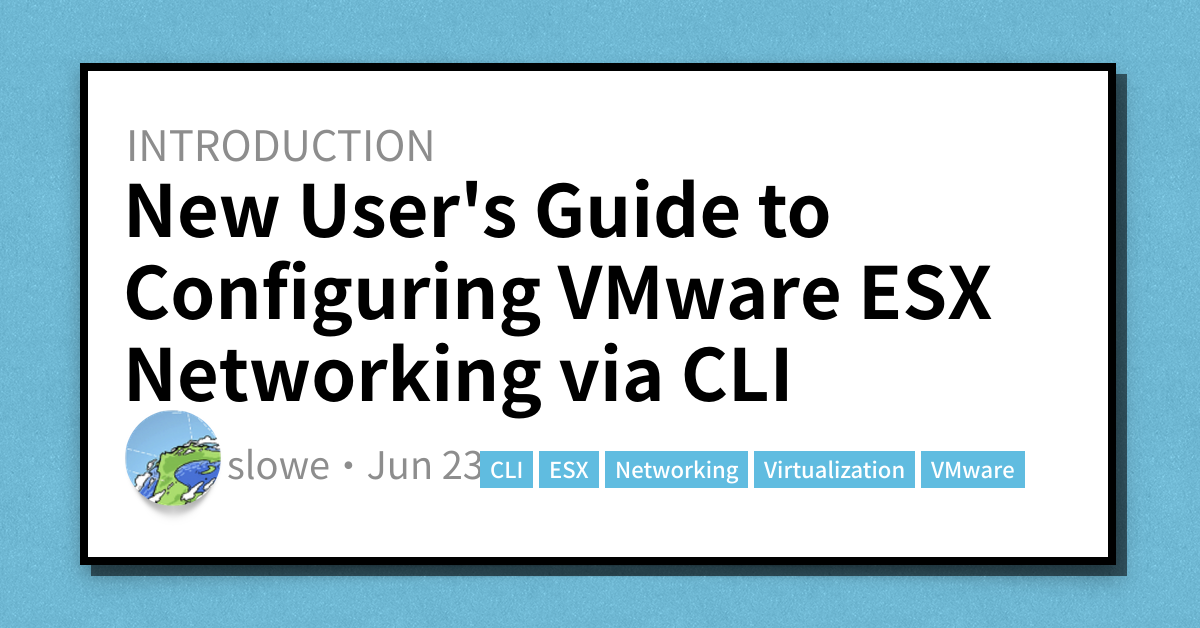 INTRODUCTION
New User's Guide to
Configuring VMware ESX
Networking via CLI
slowe • Jun 23 CLI ESX Networking Virtualization VMware